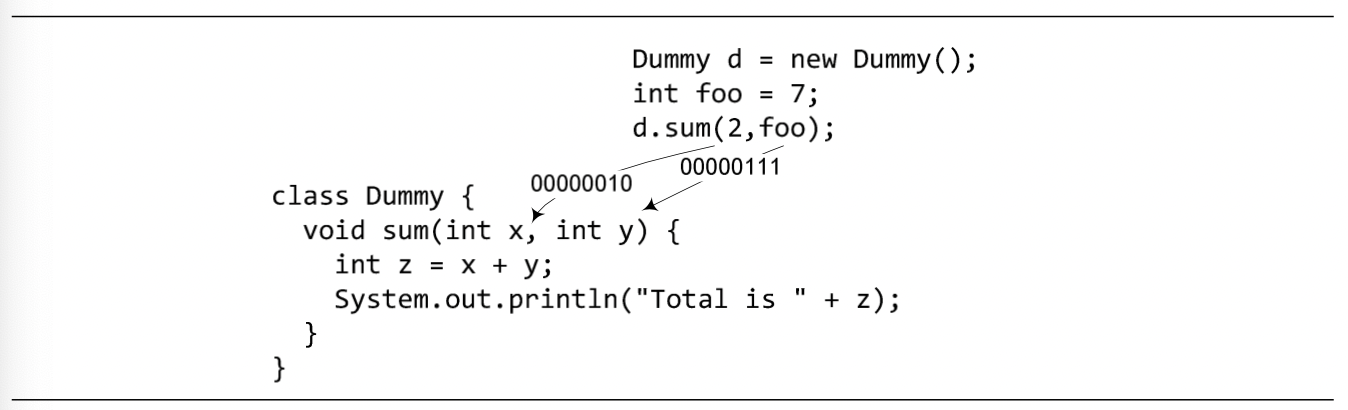 Dummy d = new Dummy();
int foo = 7;
d.sum(2,foo);
00000111
00000010
class Dummy {
void sum(int x, int y) {
int z = x + y;
System.out.println("Total is " + z);
}
}